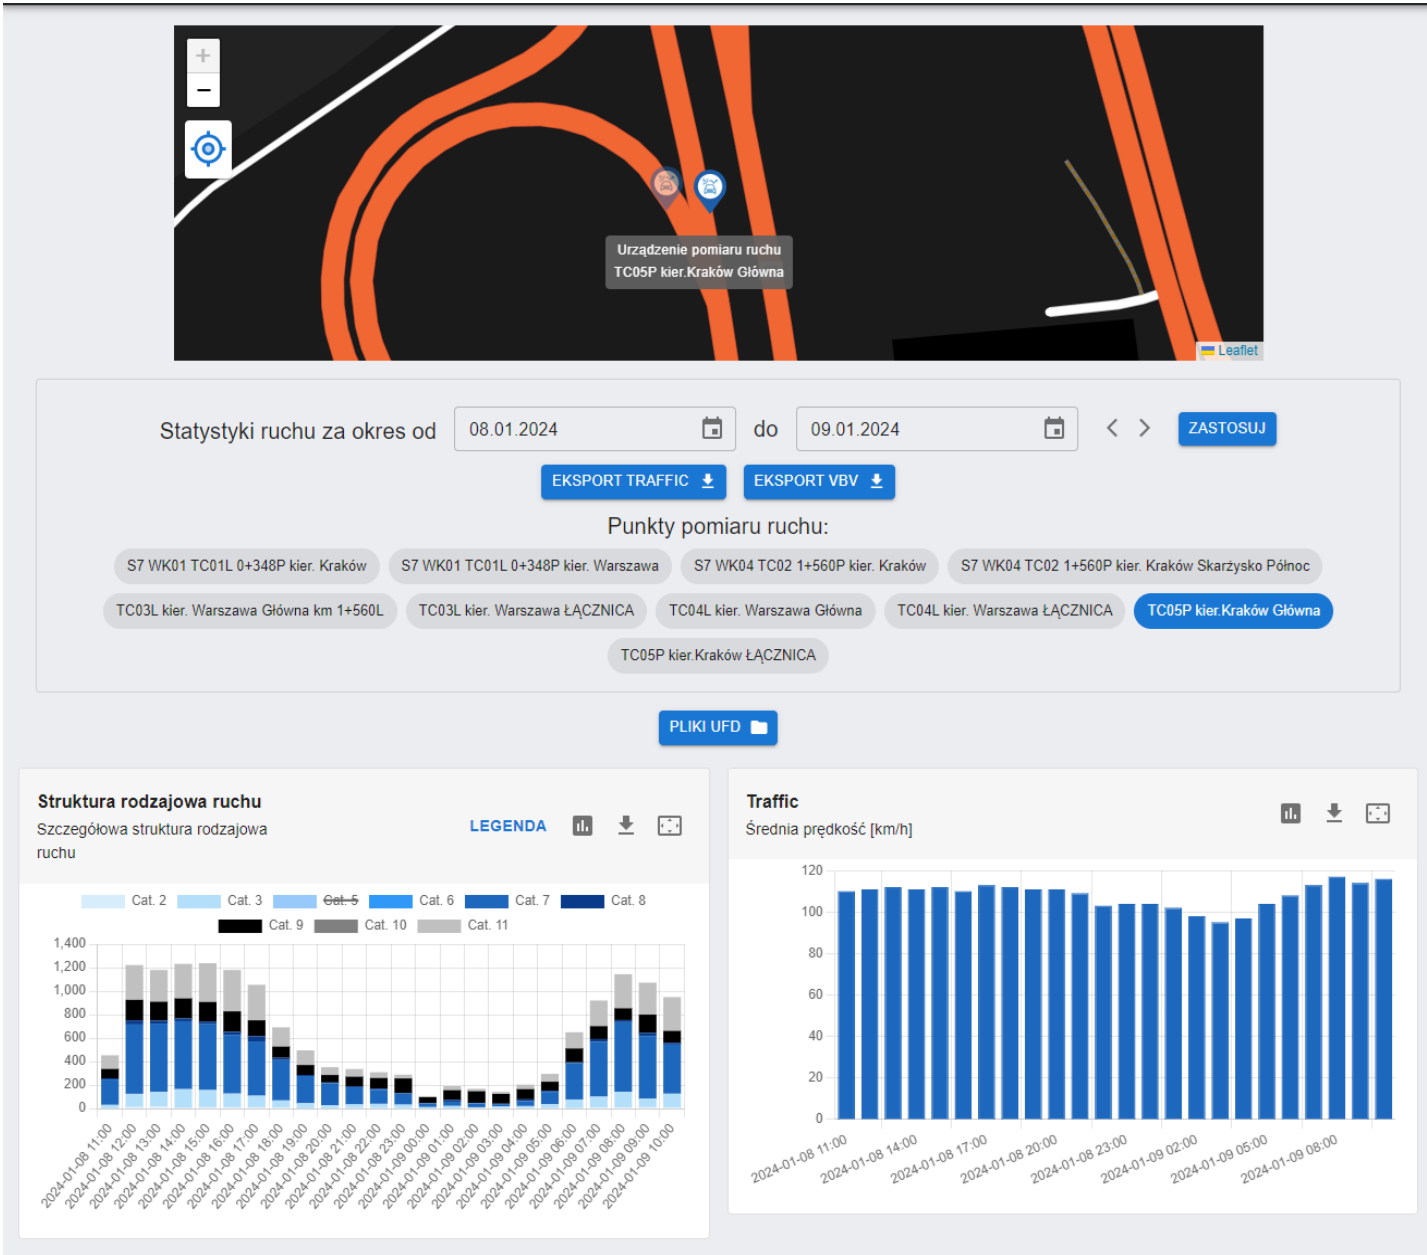 +
−
Urządzenie pomiaru ruchu
TC05P kier.Kraków Główna
Leaflet
Statystyki ruchu za okres od 08.01.2024 do 09.01.2024 ZASTOSUJ
EKSPORT TRAFFIC EKSPORT VBV
Punkty pomiaru ruchu:
S7 WK01 TC01L 0+348P kier. Kraków S7 WK01 TC01L 0+348P kier. Warszawa S7 WK04 TC02 1+560P kier. Kraków S7 WK04 TC02 1+560P kier. Kraków Skarżysko Północ
TC03L kier. Warszawa Główna km 1+560L TC03L kier. Warszawa ŁĄCZNICA TC04L kier. Warszawa Główna TC04L kier. Warszawa ŁĄCZNICA TC05P kier.Kraków Główna
TC05P kier.Kraków ŁĄCZNICA
PLIKI UFD
Struktura rodzajowa ruchu
Szczegółowa struktura rodzajowa
ruchu
LEGENDA
Cat. 2 Cat. 3 Cat. 5 Cat. 6 Cat. 7 Cat. 8
Cat. 9 Cat. 10 Cat. 11
1,400
1,200
1,000
800
600
400
200
0
2024-01-08 11:00
2024-01-08 12:00
2024-01-08 13:00
2024-01-08 14:00
2024-01-08 15:00
2024-01-08 16:00
2024-01-08 17:00
2024-01-08 18:00
2024-01-08 19:00
2024-01-08 20:00
2024-01-08 21:00
2024-01-08 22:00
2024-01-08 23:00
2024-01-09 00:00
2024-01-09 01:00
2024-01-09 02:00
2024-01-09 03:00
2024-01-09 04:00
2024-01-09 05:00
2024-01-09 06:00
2024-01-09 07:00
2024-01-09 08:00
2024-01-09 09:00
2024-01-09 10:00
Traffic
Średnia prędkość [km/h]
120
100
80
60
40
20
0
2024-01-08 11:00
2024-01-08 14:00
2024-01-08 17:00
2024-01-08 20:00
2024-01-08 23:00
2024-01-09 02:00
2024-01-09 05:00
2024-01-09 08:00